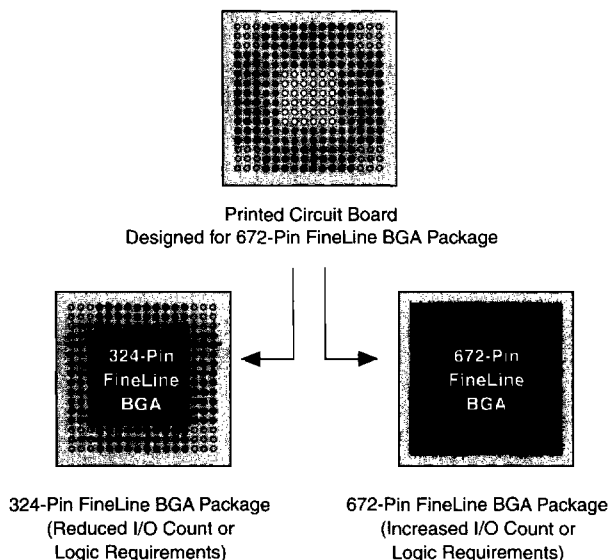 Printed Circuit Board
Designed for 672-Pin FineLine BGA Package
324-Pin
FineLine
BGA
672-Pin
FineLine
BGA
324-Pin FineLine BGA Package
(Reduced I/O Count or
Logic Requirements)
672-Pin FineLine BGA Package
(Increased I/O Count or
Logic Requirements)